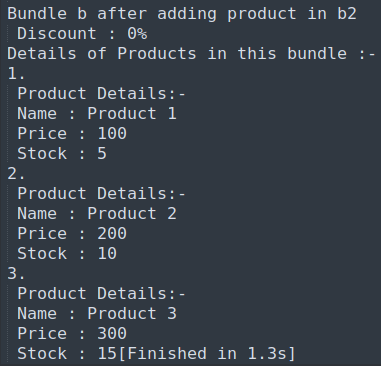 Bundle b after adding product in b2
Discount : 0%
Details of Products in this bundle :-
1.
Product Details:-
Name : Product 1
Price : 100
Stock : 5
2.
Product Details:-
Name : Product 2
Price : 200
Stock : 10
3.
Product Details:-
Name : Product 3
Price : 300
Stock : 15[Finished in 1.3s]